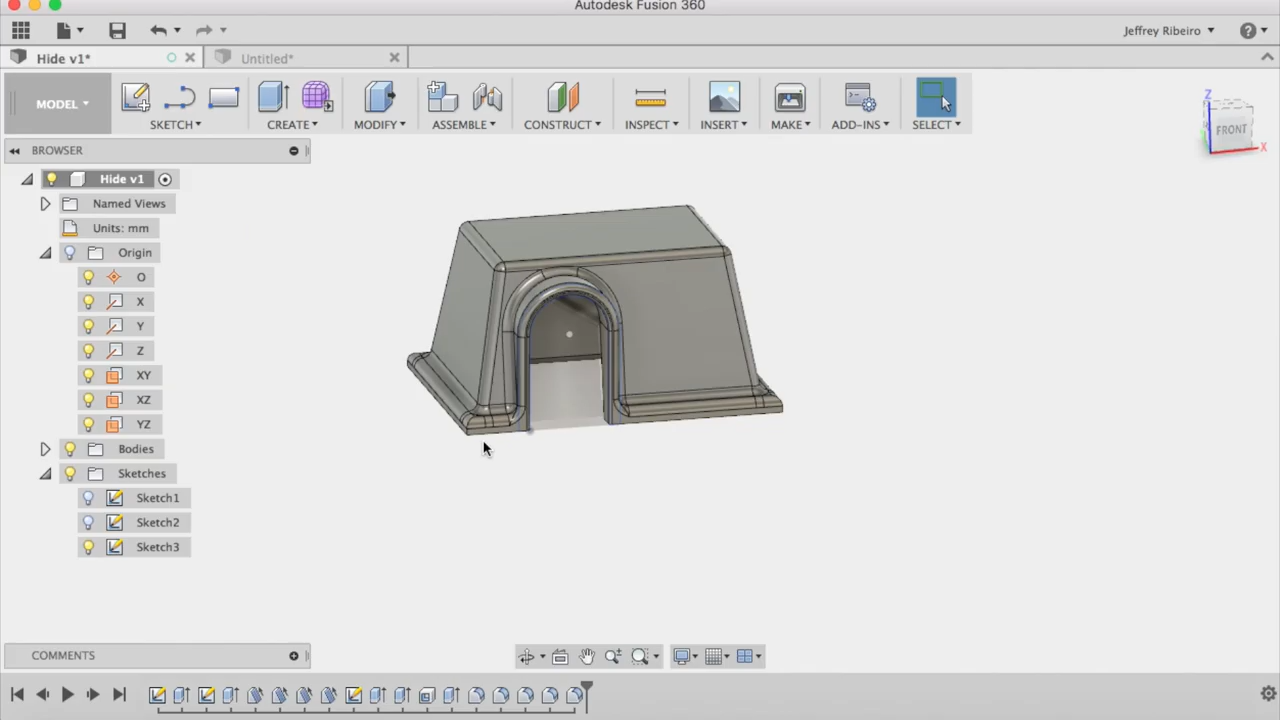 Autodesk Fusion 360
Jeffrey Ribeiro
Hide v1*
Untitled*
MODEL
SKETCH
CREATE
MODIFY
ASSEMBLE
CONSTRUCT
INSPECT
INSERT
MAKE
ADD-INS
SELECT
Z
FRONT
X
BROWSER
Hide v1
Named Views
Units: mm
Origin
O
X
Y
Z
XY
XZ
YZ
Bodies
Sketches
Sketch1
Sketch2
Sketch3
COMMENTS